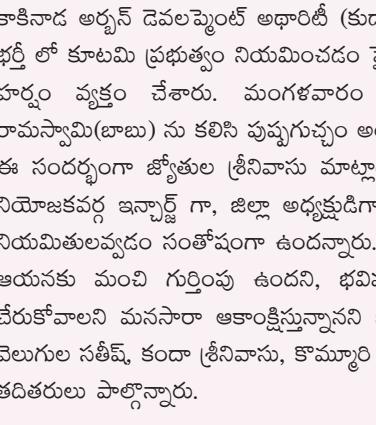 కాకినాడ అర్బన్ డెవలప్మెంట్ అథారిటీ (కుడ
భర్తీ లో కూటమి ప్రభుత్వం నియమించడం
హర్షం వ్యక్తం చేశారు. మంగళవారం
రామస్వామి(బాబు) ను కలిసి పుష్పగుచ్చం
ఈ సందర్భంగా జ్యోతుల శ్రీనివాసు మాట్లా
నియోజకవర్గ ఇన్చార్జ్ గా, జిల్లా అధ్యక్షుడిగా
నియమితులవ్వడం సంతోషంగా ఉందన్నారు.
ఆయనకు మంచి గుర్తింపు ఉందని,
చేరుకోవాలని మనసారా ఆకాంక్షిస్తున్నానని
వెలుగుల సతీష్, కందా శ్రీనివాసు, కొమ్మూరి
తదితరులు పాల్గొన్నారు.